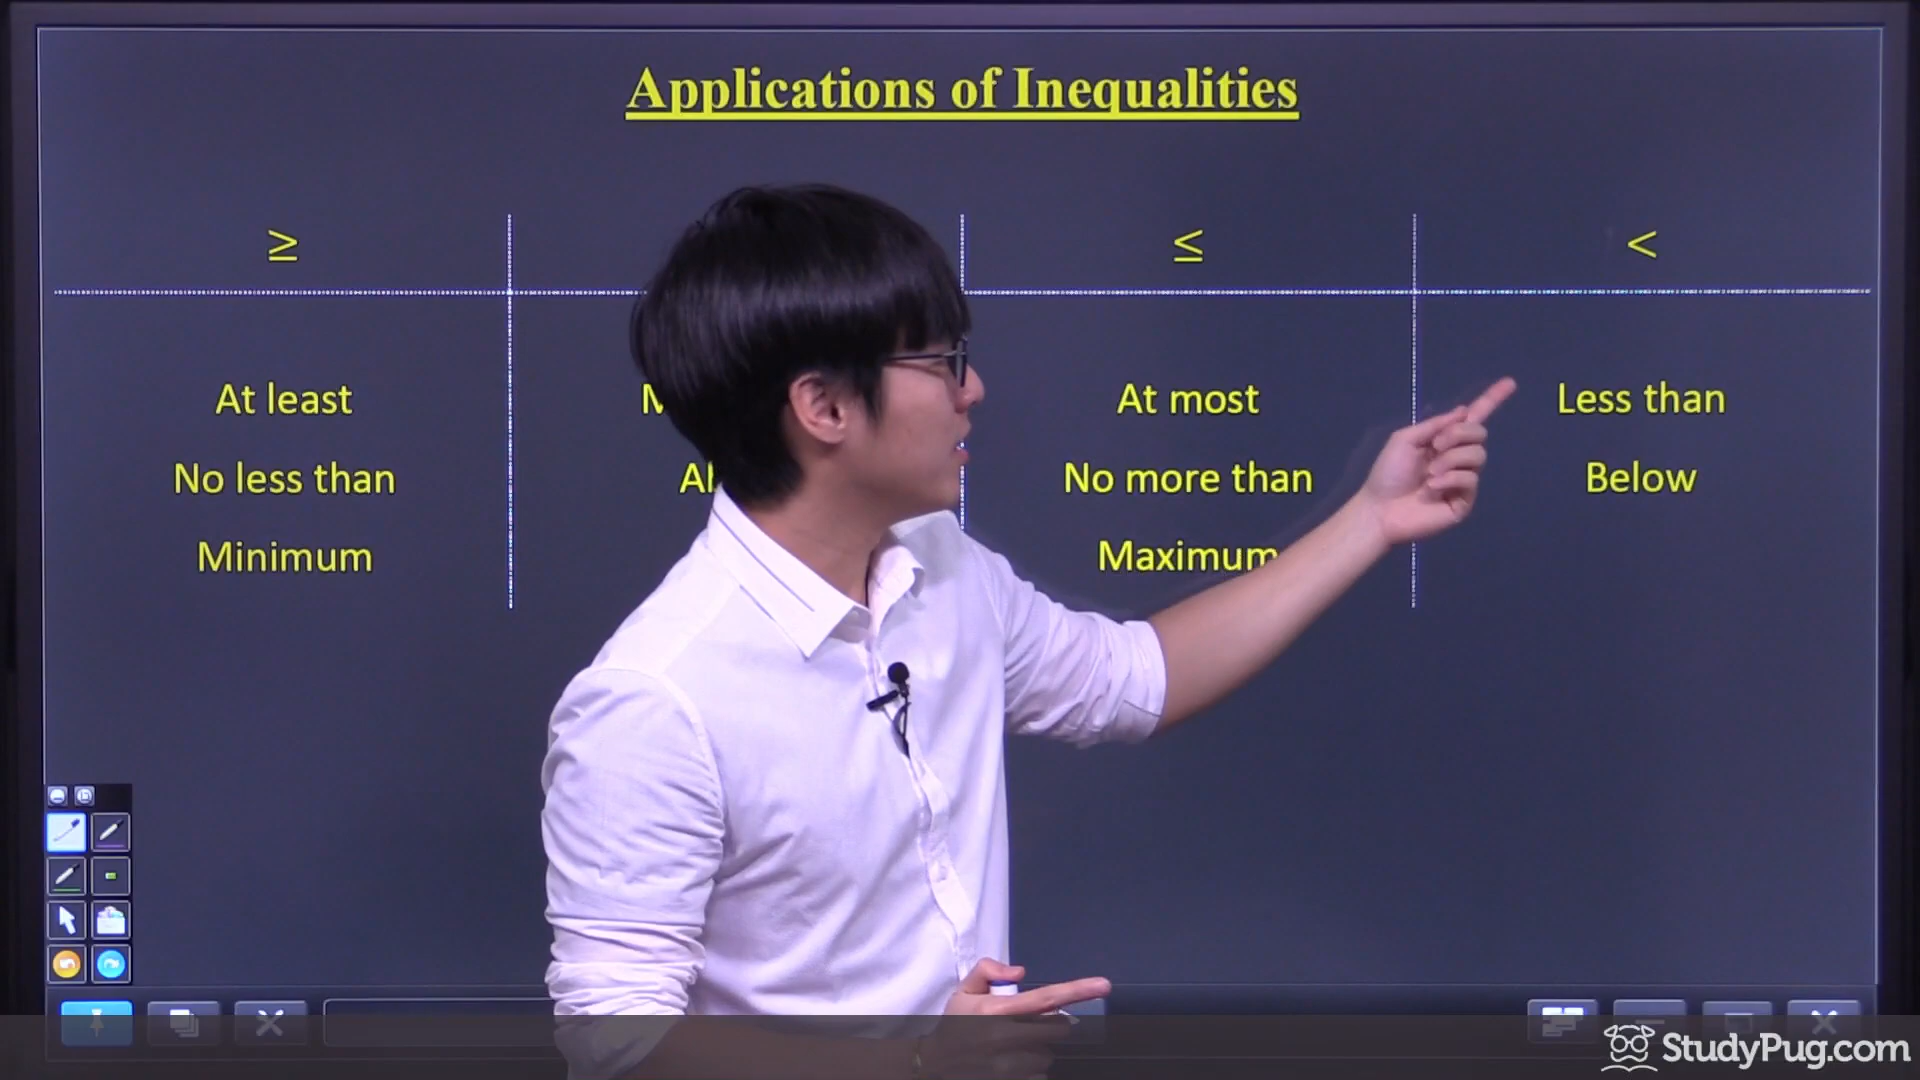 Applications of Inequalities
≥ ≤ <
At least At most Less than
No less than No more than Below
Minimum Maximum
StudyPug.com